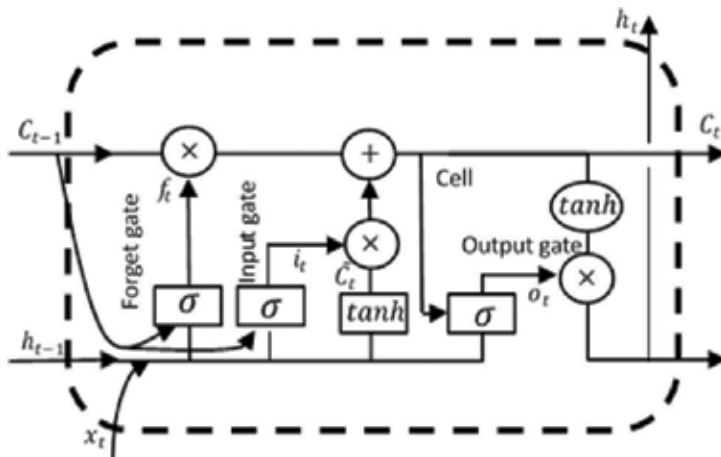 h_t
C_{t-1}
×
+
C_t
f_t
Cell
tanh
Forget gate
Input gate
i_t
×
Output gate
×
C̃_t
o_t
σ
σ
tanh
σ
h_{t-1}
x_t